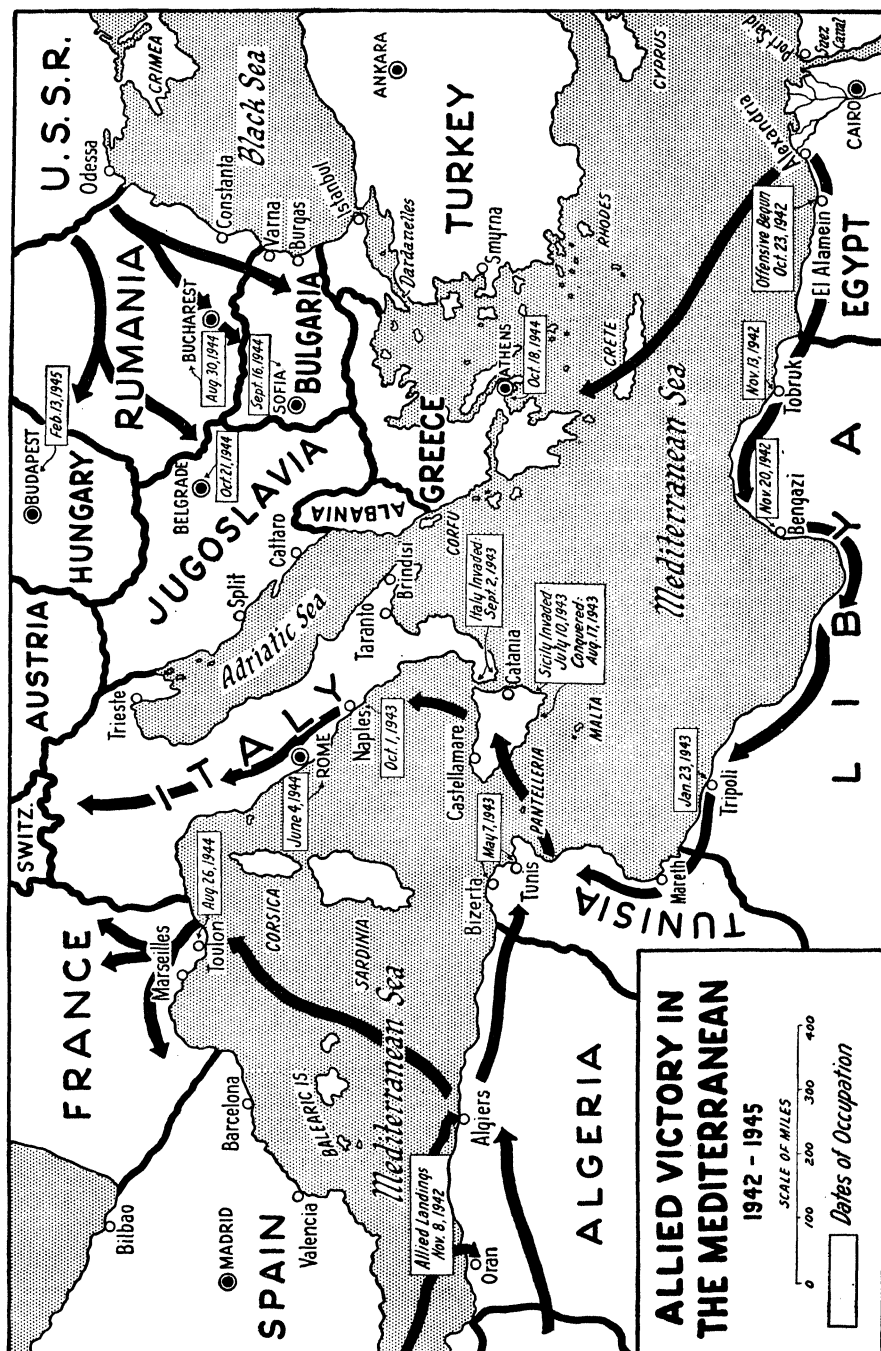 U.S.S.R.
Odessa
CRIMEA
Black Sea
Constanta
Varna
Burgas
Istanbul
Dardanelles
ANKARA
TURKEY
Smyrna
RHODES
CYPRUS
Port Said
Suez
Canal
CAIRO
Alexandria
Offensive Begun
Oct. 23, 1942
El Alamein
EGYPT
RUMANIA
BUCHAREST
Aug 30, 1944
Sept. 16, 1944
SOFIA
BULGARIA
BUDAPEST
Feb. 13, 1945
HUNGARY
BELGRADE
Oct 21, 1944
JUGOSLAVIA
ALBANIA
GREECE
CORFU
ATHENS
Oct. 18, 1944
CRETE
Mediterranean Sea
Nov. 13, 1942
Tobruk
Nov. 20, 1942
Bengazi
LIBYA
AUSTRIA
Trieste
Split
Cattaro
Adriatic Sea
Brindisi
Taranto
Italy Invaded:
Sept. 2, 1943
Catania
Sicily Invaded
July 10, 1943
Conquered:
Aug 17, 1943
MALTA
SWITZ.
ITALY
Naples
Oct. 1, 1943
ROME
June 4, 1944
Castellamare
PANTELLERIA
Jan. 23, 1943
Tripoli
Mareth
TUNISIA
May 7, 1943
Bizerta
Tunis
FRANCE
Marseilles
Toulon
Aug. 26, 1944
CORSICA
SARDINIA
Mediterranean Sea
BALEARIC IS
Barcelona
Valencia
MADRID
Bilbao
SPAIN
Allied Landings
Nov. 8, 1942
Oran
Algiers
ALGERIA
ALLIED VICTORY IN
THE MEDITERRANEAN
1942 - 1945
SCALE OF MILES
0 100 200 300 400
Dates of Occupation